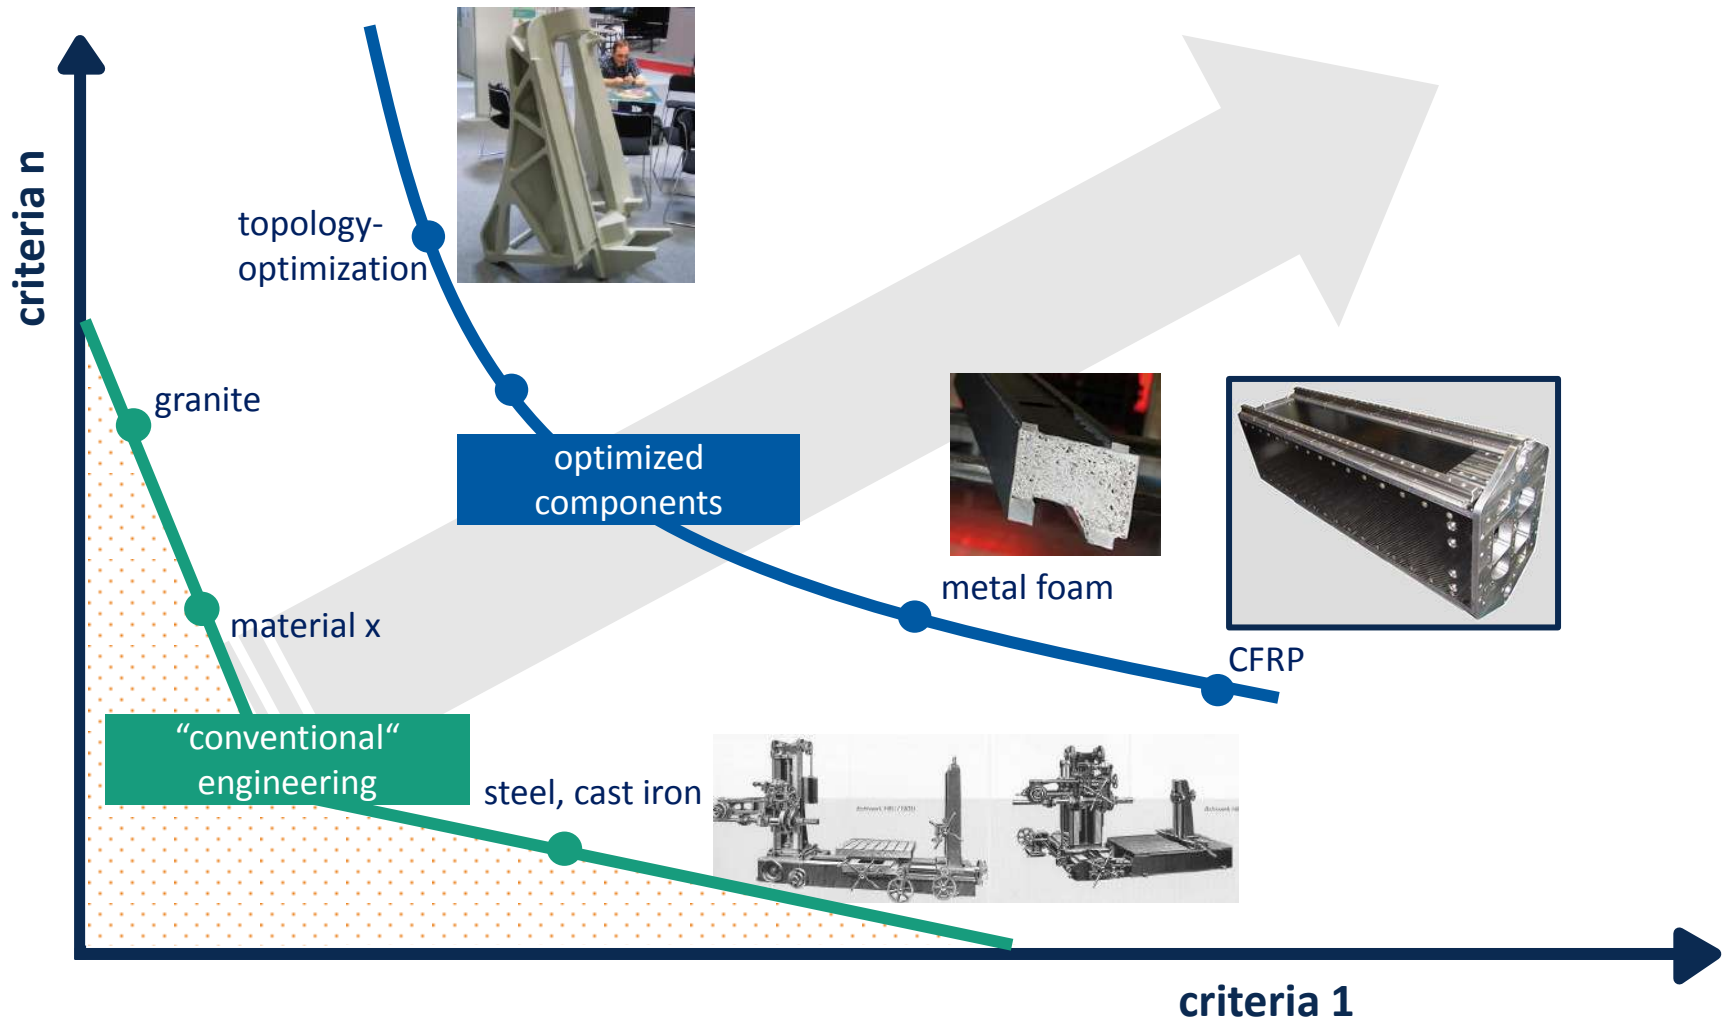 criteria n
topology-
optimization
granite
optimized
components
metal foam
material x
CFRP
“conventional“
engineering
steel, cast iron
criteria 1